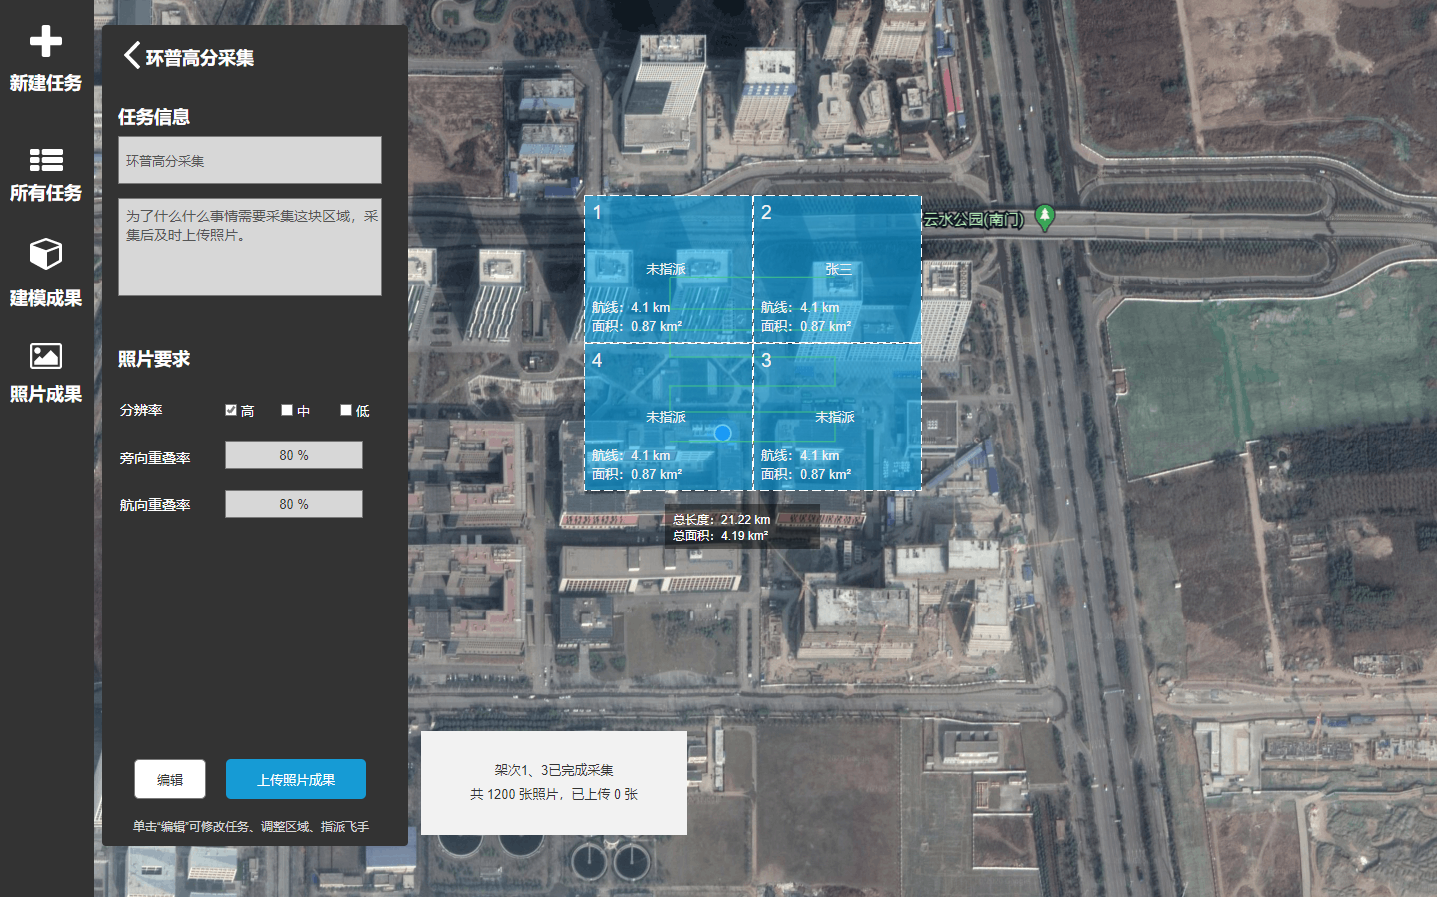 新建任务
所有任务
建模成果
照片成果
环普高分采集
任务信息
环普高分采集
为了什么什么事情需要采集这块区域，采
集后及时上传照片。
照片要求
分辨率
高
中
低
旁向重叠率
80 %
航向重叠率
80 %
编辑
上传照片成果
单击“编辑”可修改任务、调整区域、指派飞手
1
未指派
航线：4.1 km
面积：0.87 km²
2
张三
航线：4.1 km
面积：0.87 km²
4
未指派
航线：4.1 km
面积：0.87 km²
3
未指派
航线：4.1 km
面积：0.87 km²
云水公园(南门)
总长度：21.22 km
总面积：4.19 km²
架次1、3已完成采集
共 1200 张照片，已上传 0 张